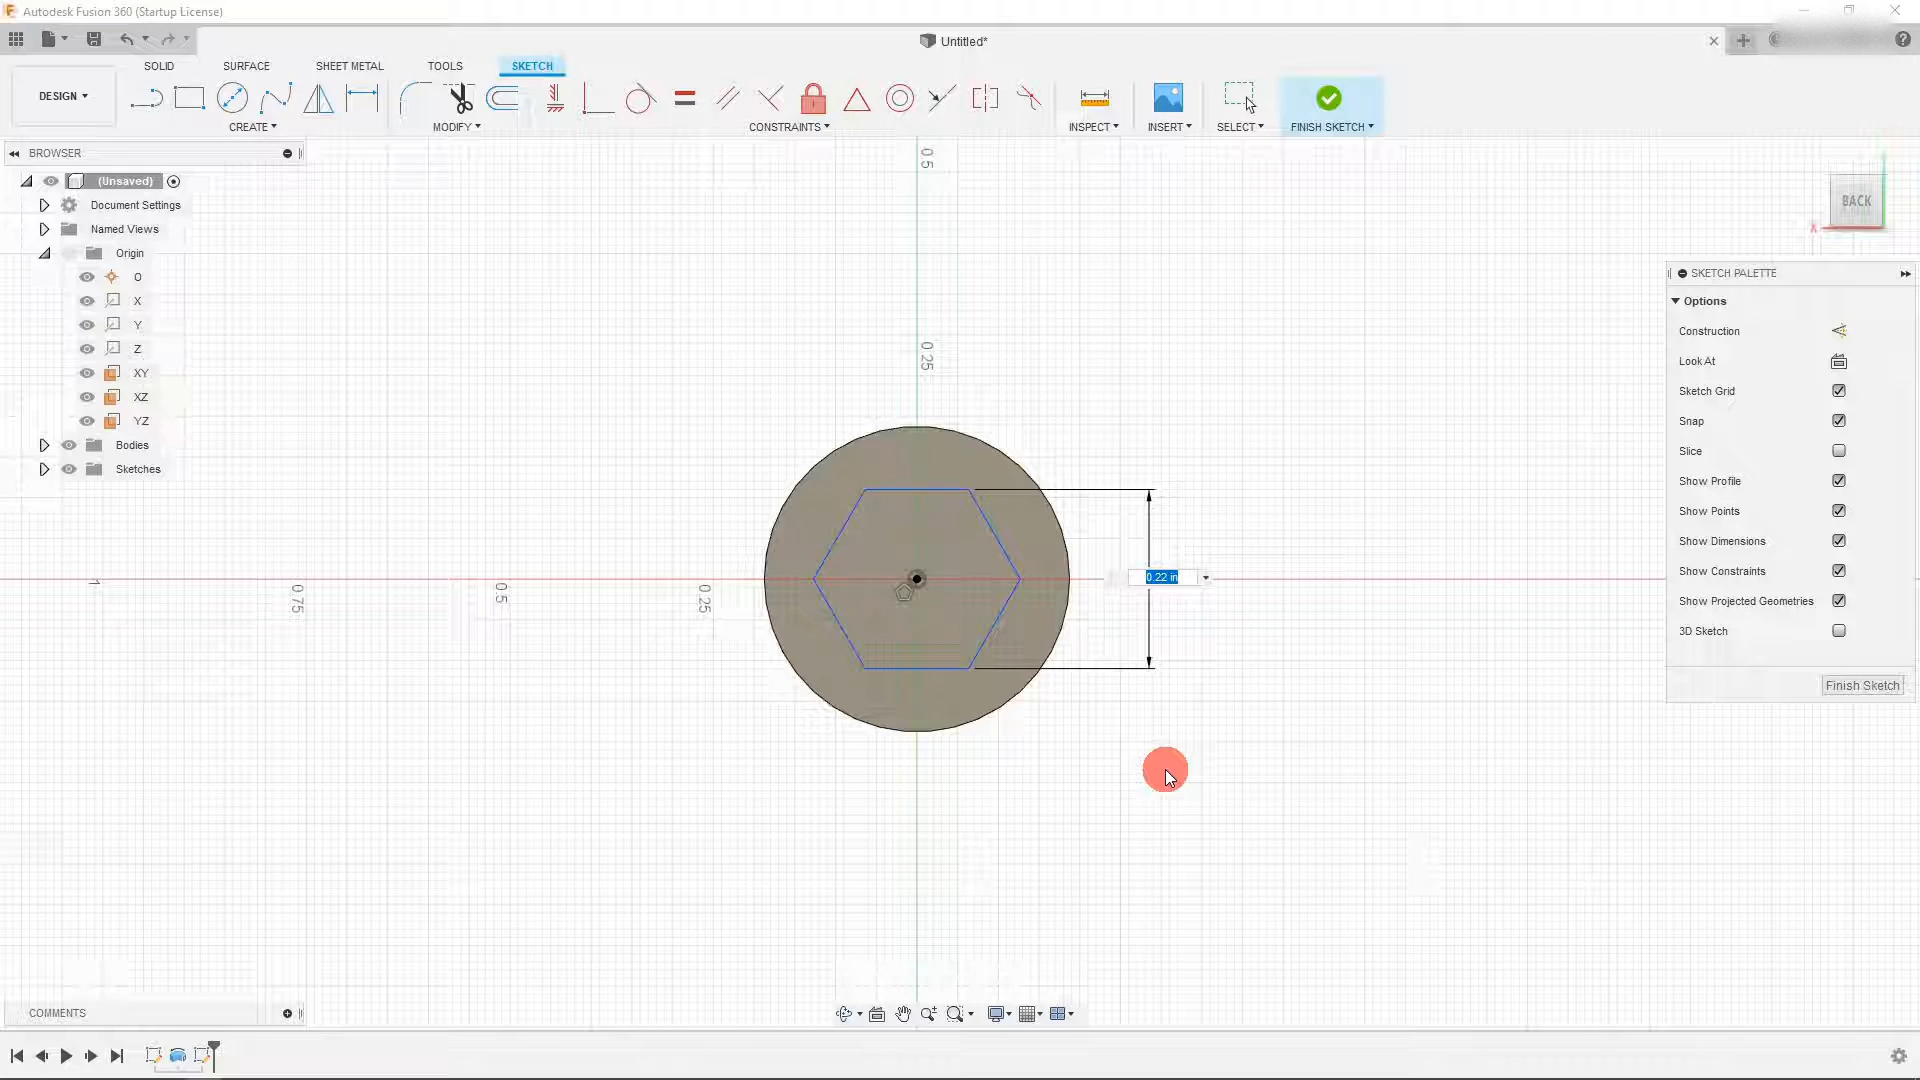 Autodesk Fusion 360 (Startup License)
Untitled*
SOLID
SURFACE
SHEET METAL
TOOLS
SKETCH
DESIGN
CREATE
MODIFY
CONSTRAINTS
INSPECT
INSERT
SELECT
FINISH SKETCH
BROWSER
(Unsaved)
Document Settings
Named Views
Origin
O
X
Y
Z
XY
XZ
YZ
Bodies
Sketches
0.5
0.25
1
0.75
0.5
0.25
0.22 in
BACK
X
SKETCH PALETTE
Options
Construction
Look At
Sketch Grid
Snap
Slice
Show Profile
Show Points
Show Dimensions
Show Constraints
Show Projected Geometries
3D Sketch
Finish Sketch
COMMENTS